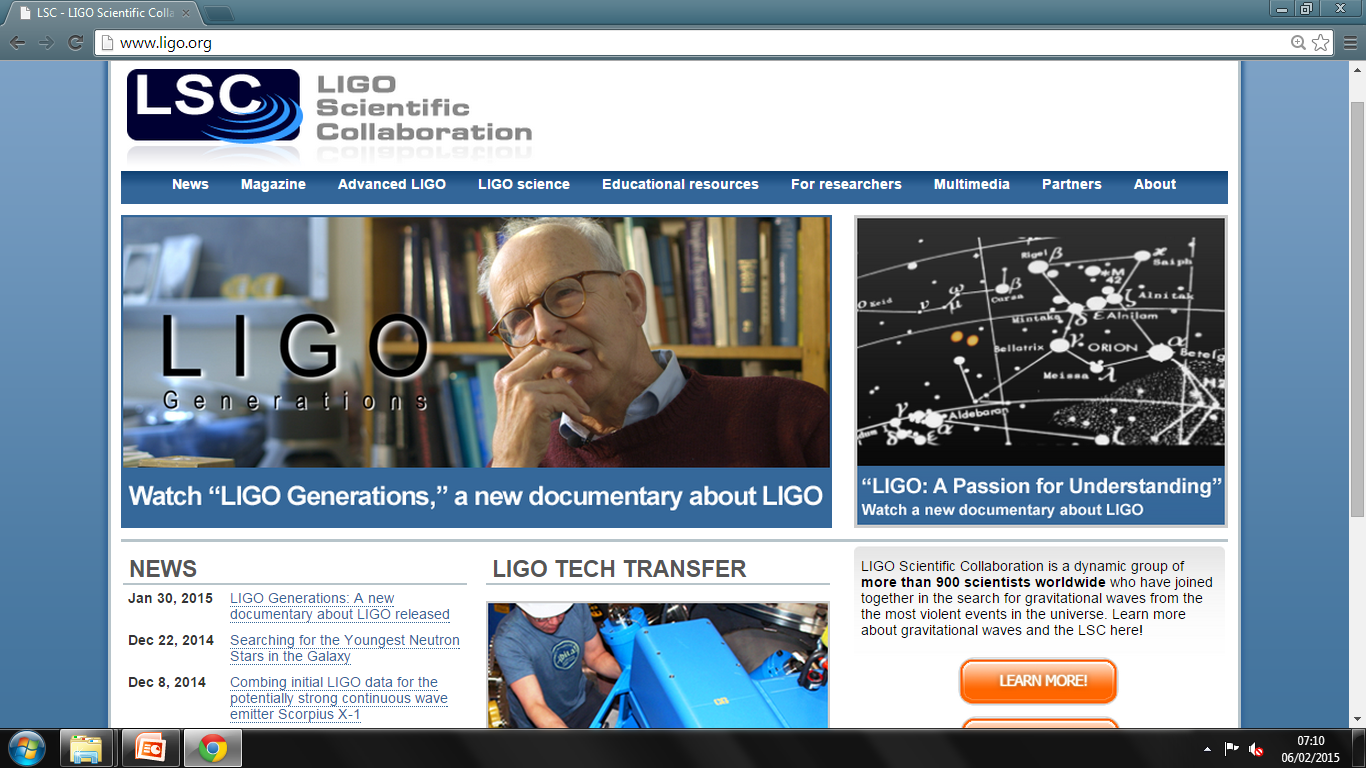 LSC - LIGO Scientific Colla
www.ligo.org
LSC
LIGO
Scientific
Collaboration
News Magazine Advanced LIGO LIGO science Educational resources For researchers Multimedia Partners About
LIGO
Generations
Watch “LIGO Generations,” a new documentary about LIGO
Rigel β
κ
Saiph
M
42
ω
β
Cursa
ζ
Alnitak
ν
μ
Mintaka
δ
ε Alnilam
Bellatrix
γ
ORION
α
Betelg
Meissa
λ
Aldebaran
γ
δ
ε
α
ζ
“LIGO: A Passion for Understanding”
Watch a new documentary about LIGO
NEWS
Jan 30, 2015 LIGO Generations: A new
documentary about LIGO released
Dec 22, 2014 Searching for the Youngest Neutron
Stars in the Galaxy
Dec 8, 2014 Combing initial LIGO data for the
potentially strong continuous wave
emitter Scorpius X-1
LIGO TECH TRANSFER
LIGO Scientific Collaboration is a dynamic group of
more than 900 scientists worldwide who have joined
together in the search for gravitational waves from the
the most violent events in the universe. Learn more
about gravitational waves and the LSC here!
LEARN MORE!
07:10
06/02/2015